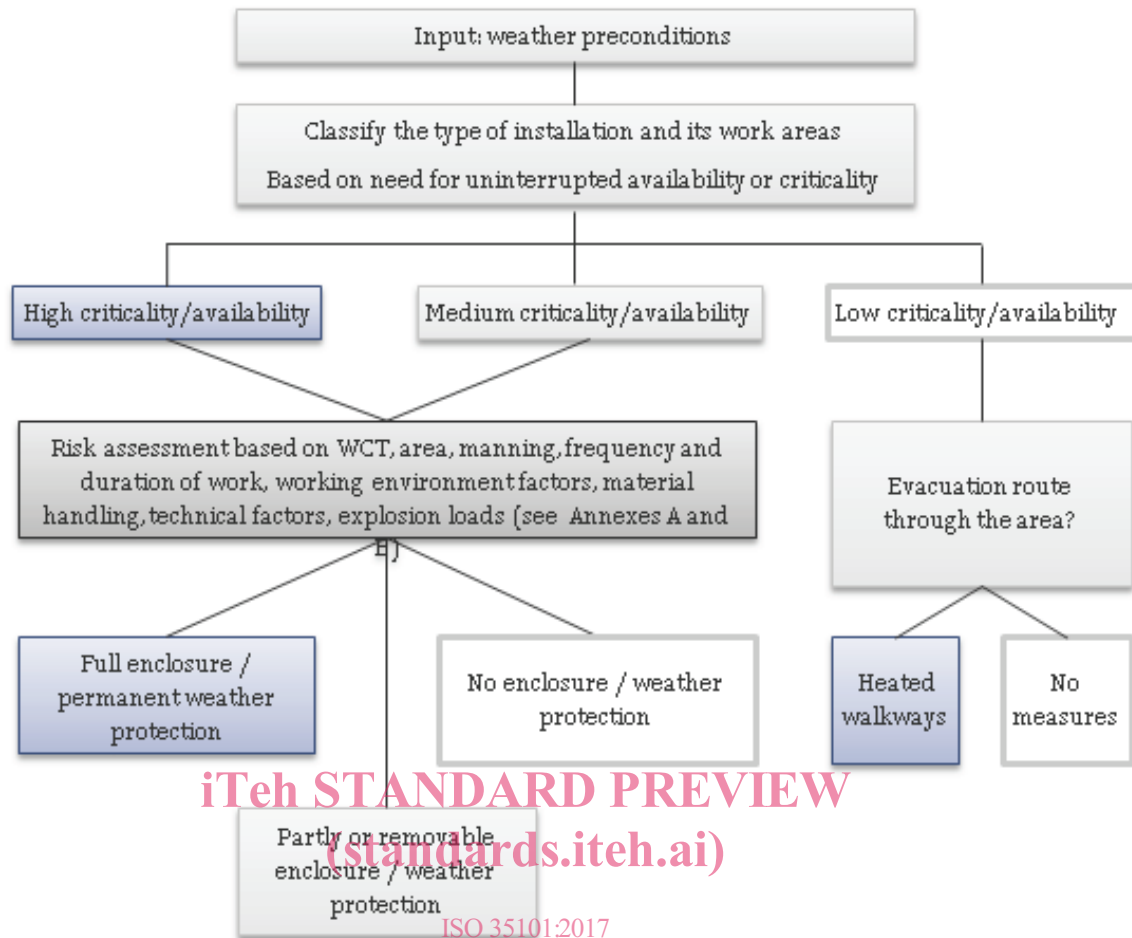 Input: weather preconditions
Classify the type of installation and its work areas
Based on need for uninterrupted availability or criticality
High criticality/availability
Medium criticality/availability
Low criticality/availability
Risk assessment based on WCT, area, manning, frequency and
duration of work, working environment factors, material
handling, technical factors, explosion loads (see Annexes A and
B)
Evacuation route
through the area?
Full enclosure /
permanent weather
protection
No enclosure / weather
protection
Heated
walkways
No
measures
iTeh STANDARD PREVIEW
(standards.iteh.ai)
Partly or removable
enclosure / weather
protection
ISO 35101:2017